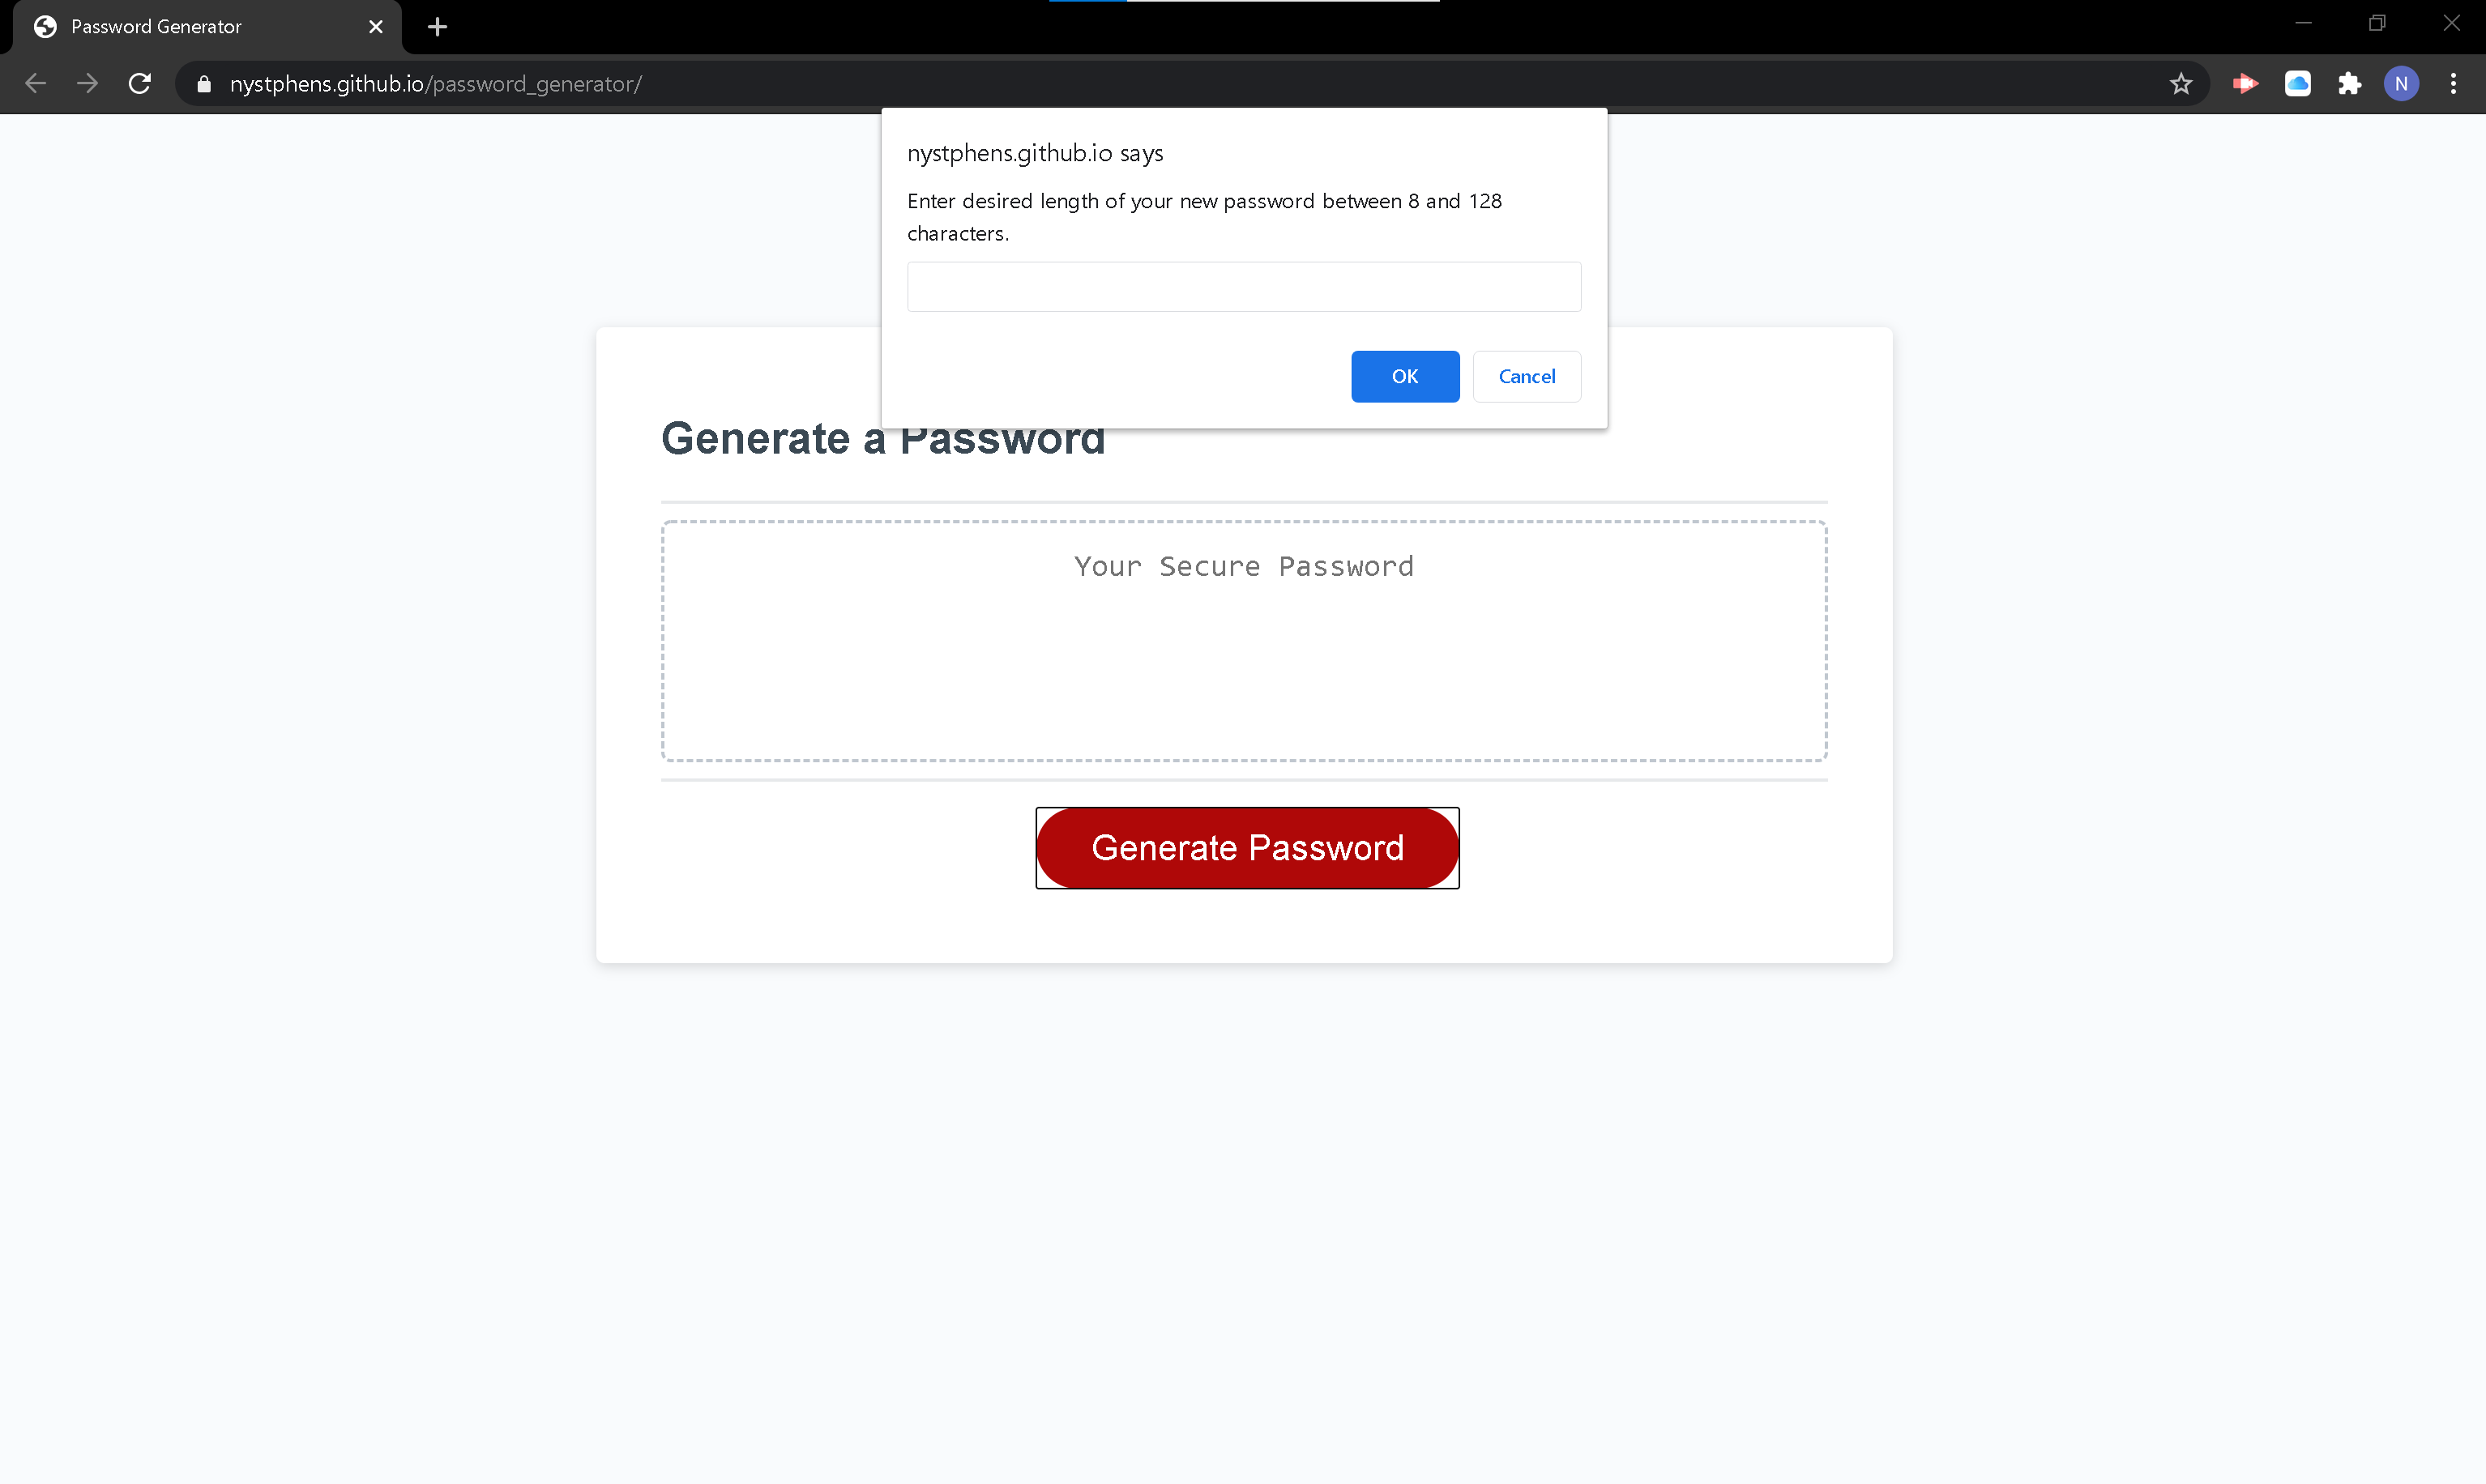 Password Generator
nystphens.github.io/password_generator/
N
nystphens.github.io says
Enter desired length of your new password between 8 and 128
characters.
OK
Cancel
Generate a Password
Your Secure Password
Generate Password